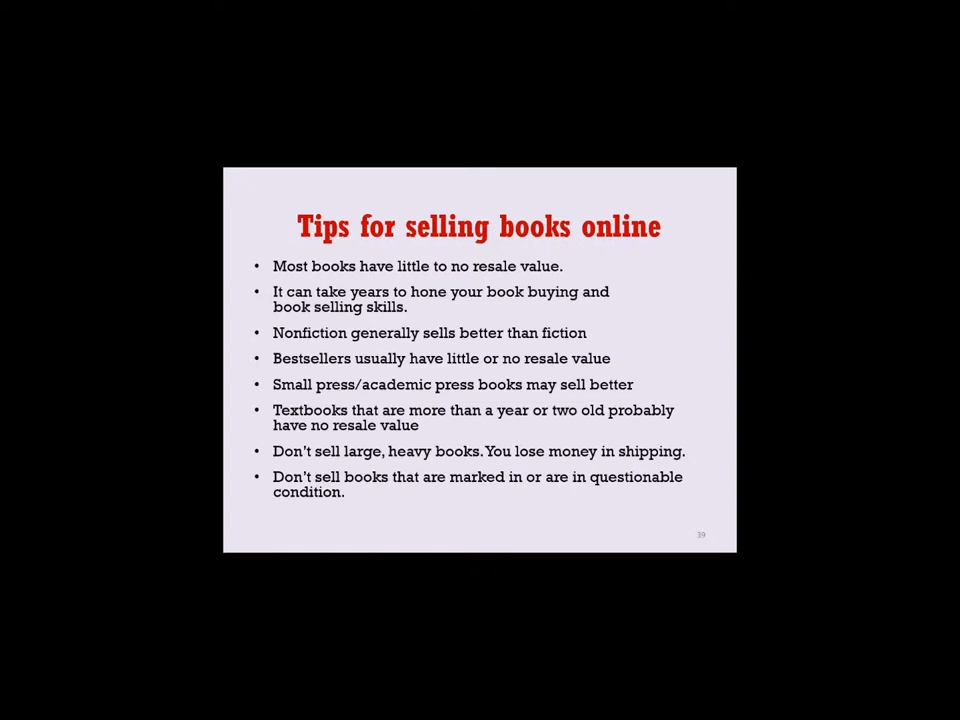 Tips for selling books online
• Most books have little to no resale value.
• It can take years to hone your book buying and
book selling skills.
• Nonfiction generally sells better than fiction
• Bestsellers usually have little or no resale value
• Small press/academic press books may sell better
• Textbooks that are more than a year or two old probably
have no resale value
• Don't sell large, heavy books. You lose money in shipping.
• Don't sell books that are marked in or are in questionable
condition.
39